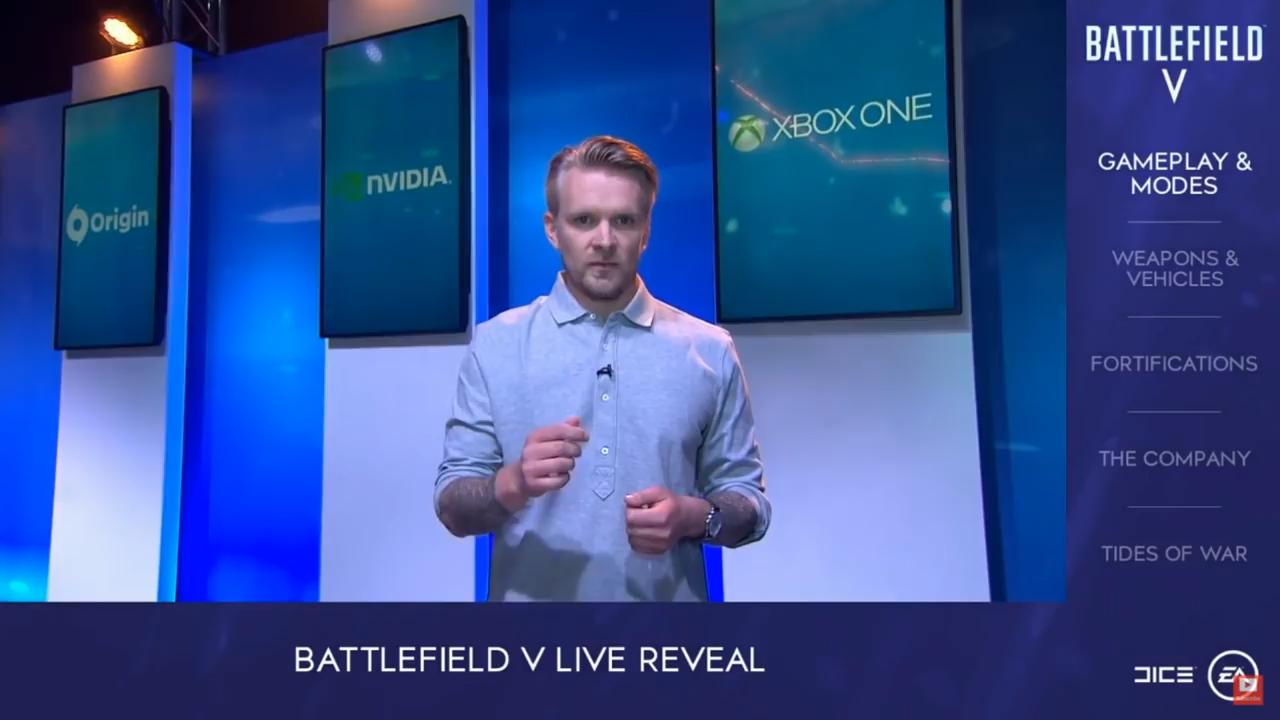 Origin
NVIDIA.
XBOX ONE
BATTLEFIELD
V
GAMEPLAY &
MODES
WEAPONS &
VEHICLES
FORTIFICATIONS
THE COMPANY
TIDES OF WAR
BATTLEFIELD V LIVE REVEAL
DICE
EA